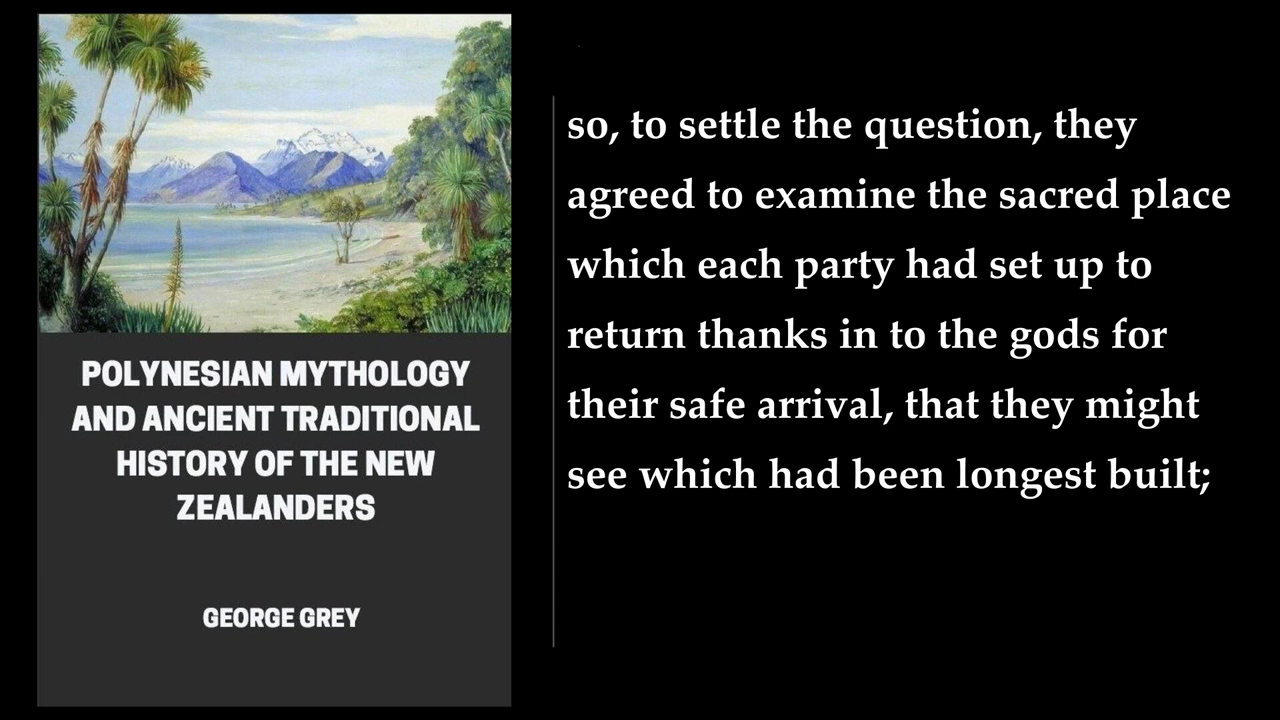 POLYNESIAN MYTHOLOGY
AND ANCIENT TRADITIONAL
HISTORY OF THE NEW
ZEALANDERS
GEORGE GREY
so, to settle the question, they
agreed to examine the sacred place
which each party had set up to
return thanks in to the gods for
their safe arrival, that they might
see which had been longest built;